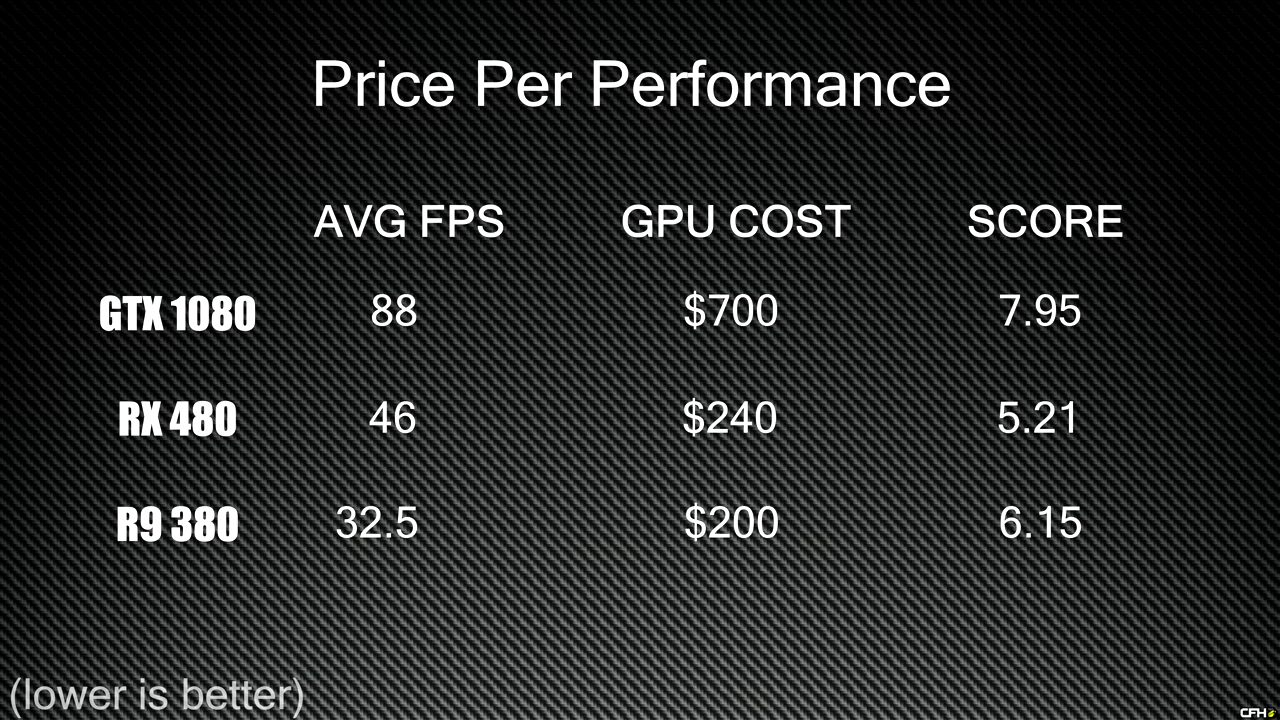 Price Per Performance
AVG FPS GPU COST SCORE
GTX 1080 88 $700 7.95
RX 480 46 $240 5.21
R9 380 32.5 $200 6.15
(lower is better)
CFH